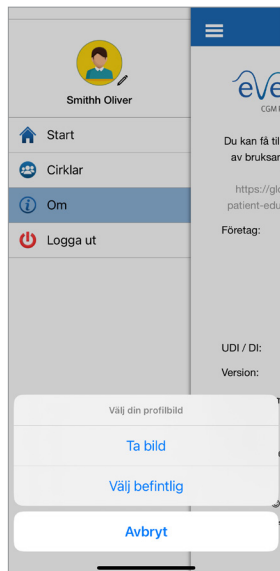 Smithh Oliver
Start
Cirklar
Om
Logga ut
CGM
Du kan få til
av bruksan
https://glo
patient-edu
Företag:
UDI / DI:
Version:
Välj din profilbild
Ta bild
Välj befintlig
Avbryt